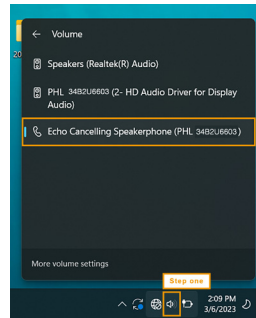 ← Volume
20
Speakers (Realtek(R) Audio)
PHL 34B2U6603 (2- HD Audio Driver for Display
Audio)
Echo Cancelling Speakerphone (PHL 34B2U6603)
More volume settings
Step one
2:09 PM
3/6/2023